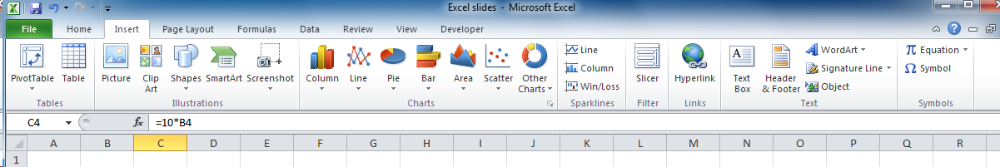 Excel slides - Microsoft Excel
File Home Insert Page Layout Formulas Data Review View Developer
PivotTable Table Picture Clip Art Shapes SmartArt Screenshot Column Line Pie Bar Area Scatter Other Charts Line Column Win/Loss Slicer Hyperlink Text Box Header & Footer WordArt Signature Line Object Equation Symbol
Tables Illustrations Charts Sparklines Filter Links Text Symbols
C4 fx =10*B4
A B C D E F G H I J K L M N O P Q R
1